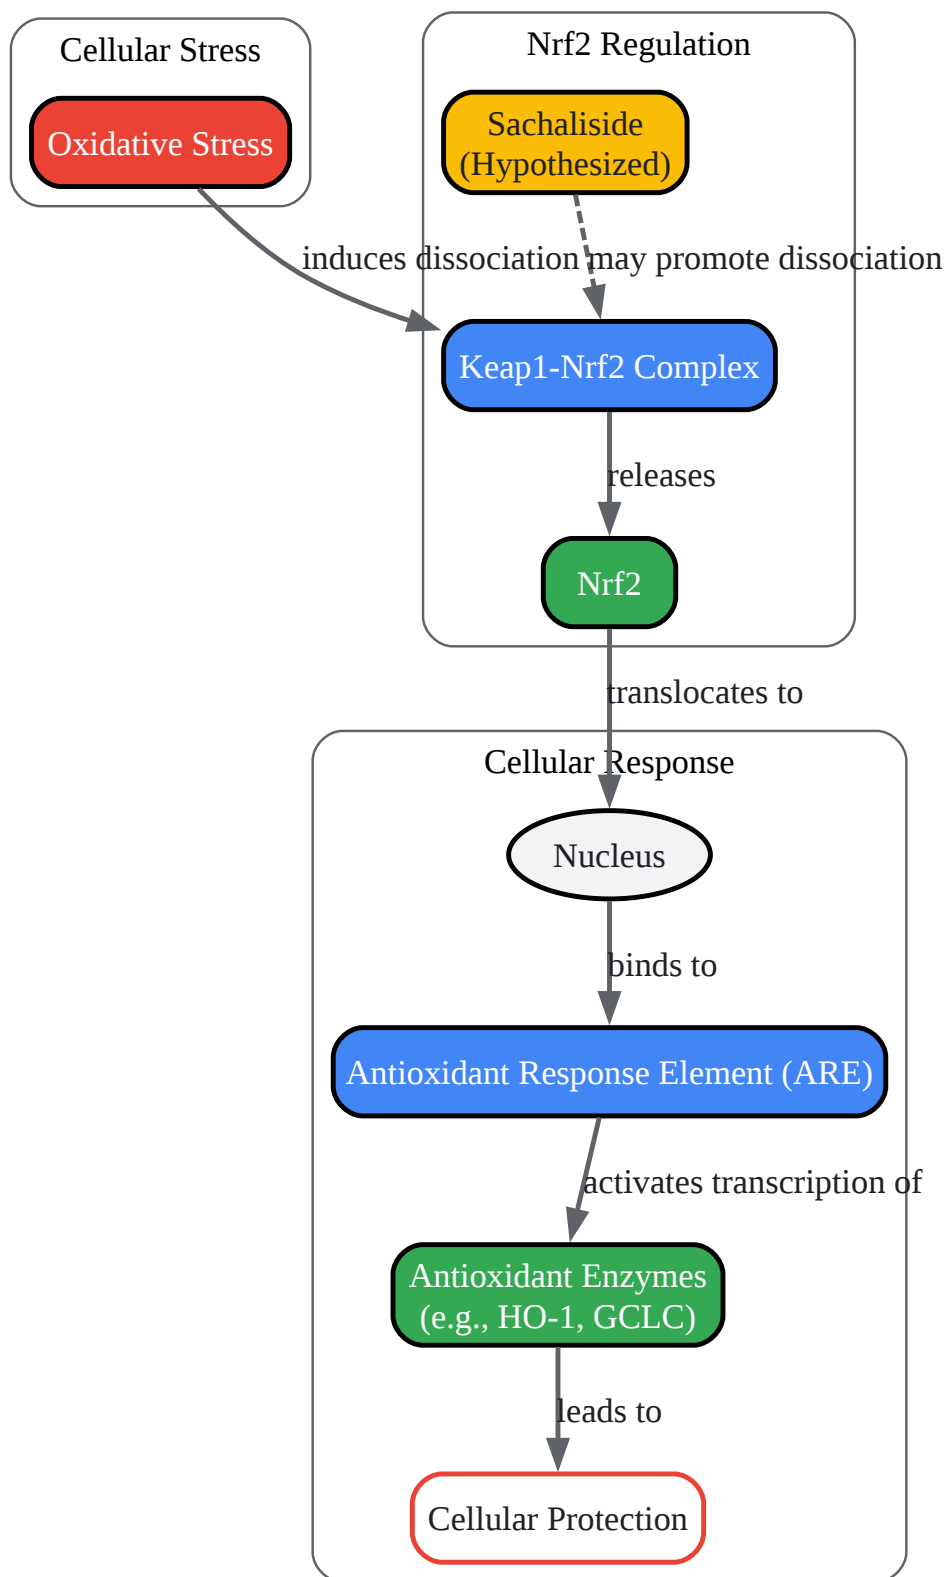 Cellular Stress
Nrf2 Regulation
Oxidative Stress
Sachaliside
(Hypothesized)
induces dissociation
may promote dissociation
Keap1-Nrf2 Complex
releases
Nrf2
translocates to
Cellular Response
Nucleus
binds to
Antioxidant Response Element (ARE)
activates transcription of
Antioxidant Enzymes
(e.g., HO-1, GCLC)
leads to
Cellular Protection